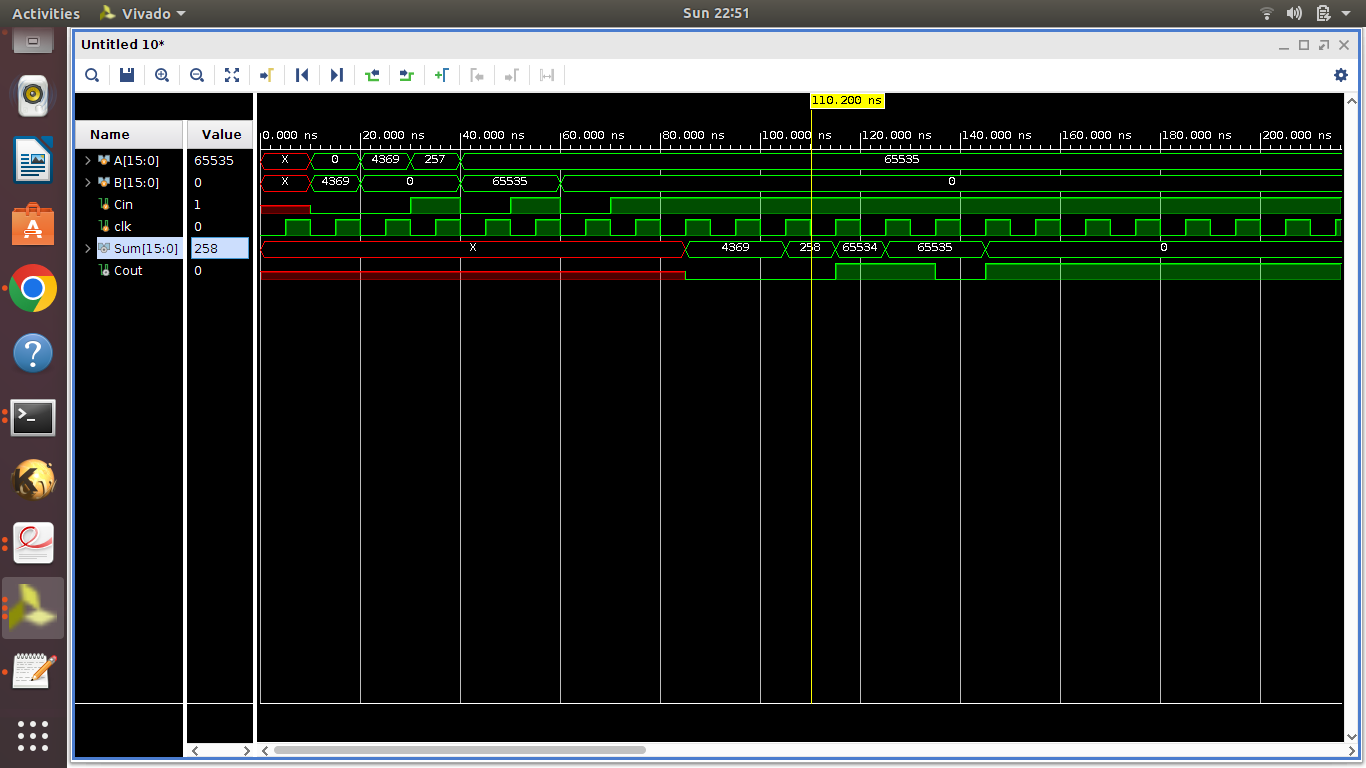 Activities Vivado Sun 22:51
Untitled 10*
110.200 ns
Name Value 0.000 ns 20.000 ns 40.000 ns 60.000 ns 80.000 ns 100.000 ns 120.000 ns 140.000 ns 160.000 ns 180.000 ns 200.000 ns
A[15:0] 65535 X 0 4369 257 65535
B[15:0] 0 X 4369 0 65535 0
Cin 1
clk 0
Sum[15:0] 258 X 4369 258 65534 65535 0
Cout 0